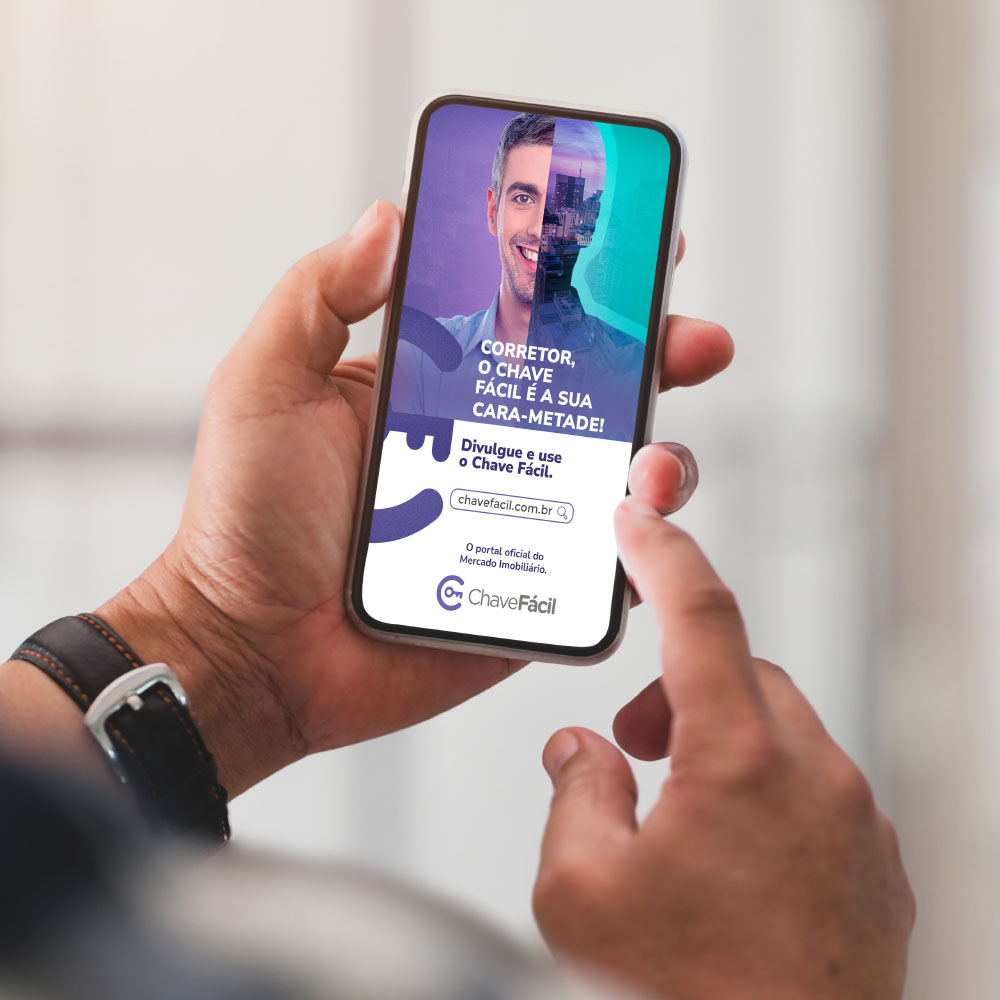 CORRETOR,
O CHAVE
FÁCIL É A SUA
CARA-METADE!
Divulgue e use
o Chave Fácil.
chavefacil.com.br
O portal oficial do
Mercado Imobiliário.
ChaveFácil